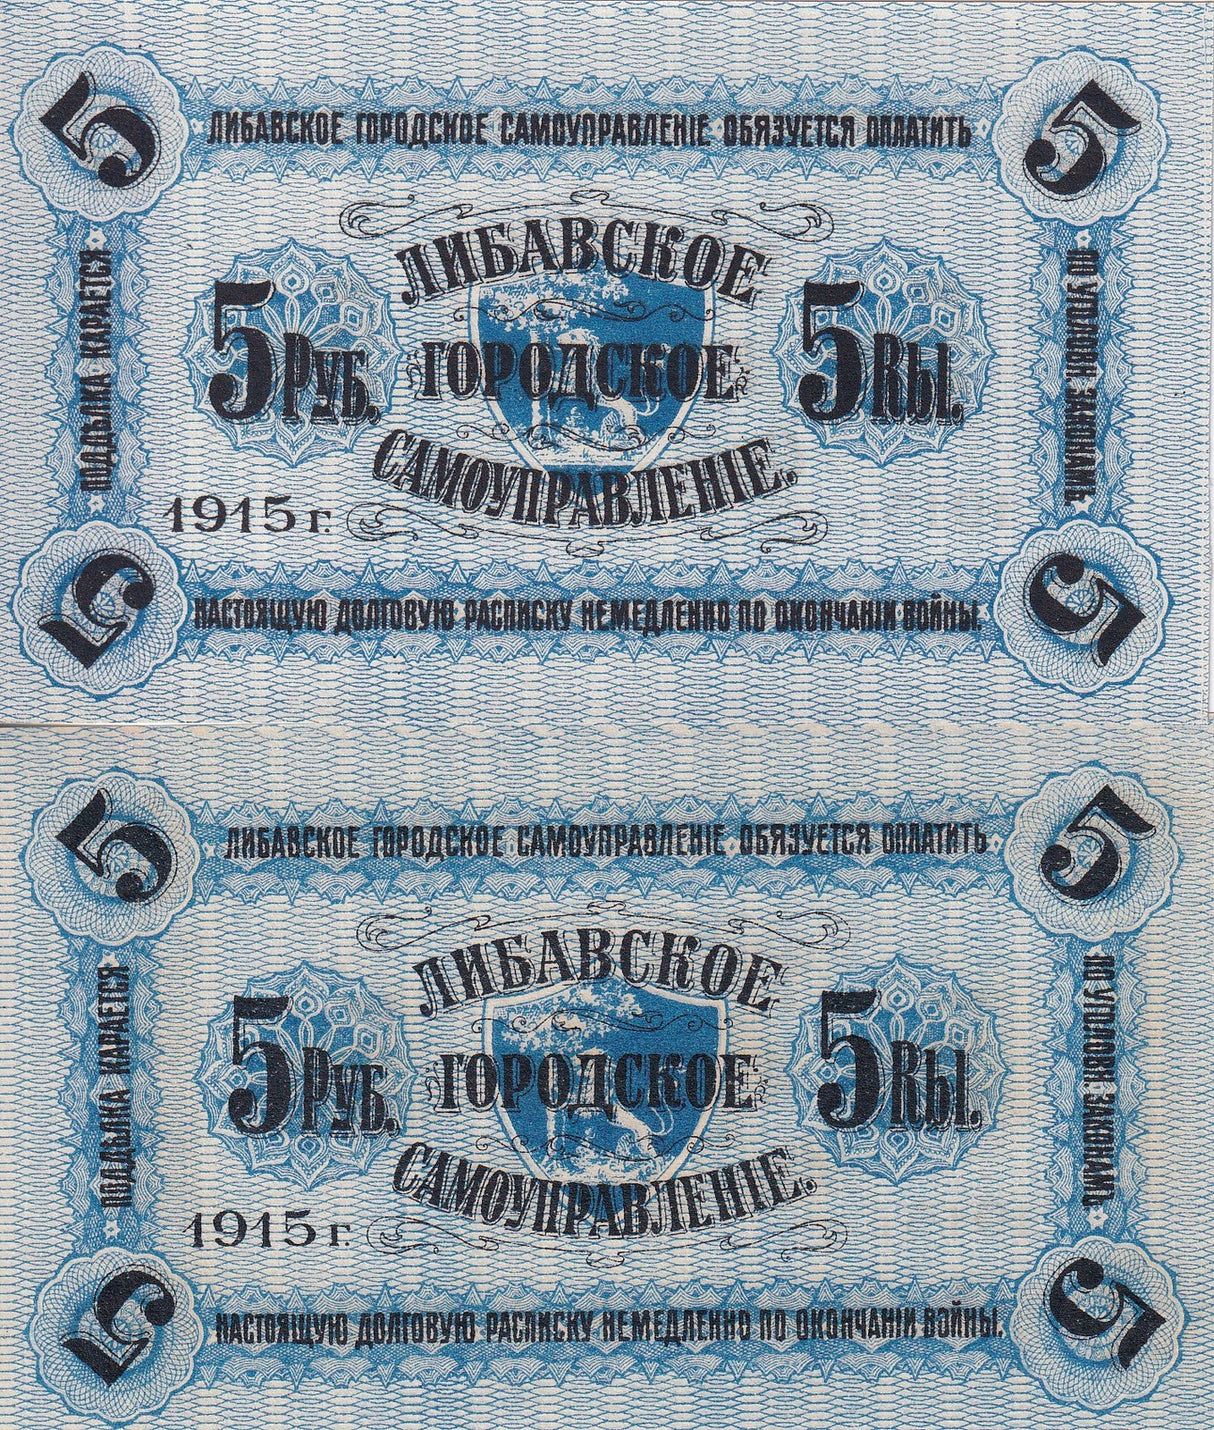 5
5
ЛИБАВСКОЕ ГОРОДСКОЕ САМОУПРАВЛЕНІЕ ОБЯЗУЕТСЯ ОПЛАТИТЬ
ПОДДѢЛКА КАРАЕТСЯ
ПО УГОЛОВН. ЗАКОНАМЪ
ЛИБАВСКОЕ
ГОРОДСКОЕ
САМОУПРАВЛЕНІЕ.
5 РУБ.
5 Rbl.
1915 г.
НАСТОЯЩУЮ ДОЛГОВУЮ РАСПИСКУ НЕМЕДЛЕННО ПО ОКОНЧАНІИ ВОЙНЫ.
5
5
5
5
ЛИБАВСКОЕ ГОРОДСКОЕ САМОУПРАВЛЕНІЕ ОБЯЗУЕТСЯ ОПЛАТИТЬ
ПОДДѢЛКА КАРАЕТСЯ
ПО УГОЛОВН. ЗАКОНАМЪ
ЛИБАВСКОЕ
ГОРОДСКОЕ
САМОУПРАВЛЕНІЕ.
5 РУБ.
5 Rbl.
1915 г.
НАСТОЯЩУЮ ДОЛГОВУЮ РАСПИСКУ НЕМЕДЛЕННО ПО ОКОНЧАНІИ ВОЙНЫ.
5
5